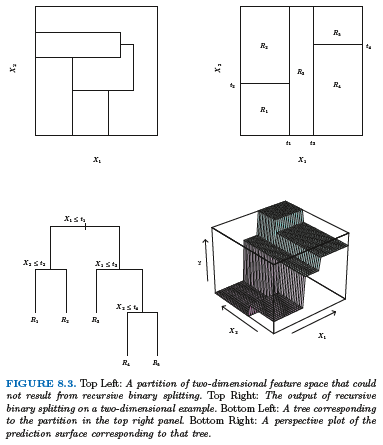 X₂
X₁
R₂
R₁
R₃
R₅
R₄
t₂
t₄
t₁
t₃
X₂
X₁
X₁ ≤ t₁
X₂ ≤ t₂
X₁ ≤ t₃
X₂ ≤ t₄
R₁
R₂
R₃
R₄
R₅
Y
X₂
X₁
FIGURE 8.3. Top Left: A partition of two-dimensional feature space that could
not result from recursive binary splitting. Top Right: The output of recursive
binary splitting on a two-dimensional example. Bottom Left: A tree corresponding
to the partition in the top right panel. Bottom Right: A perspective plot of the
prediction surface corresponding to that tree.